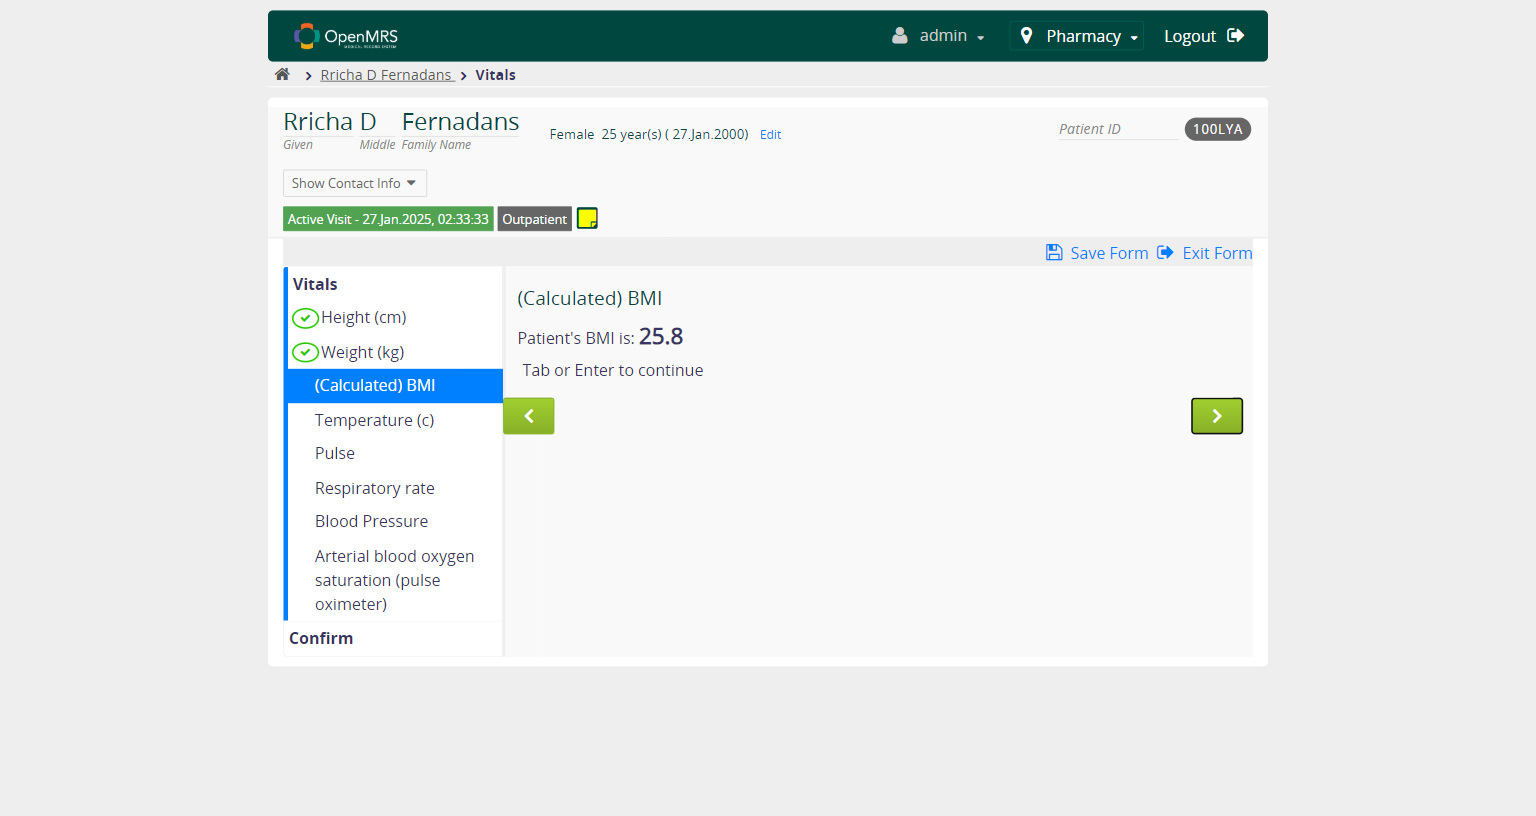 OpenMRS
MEDICAL RECORD SYSTEM
admin
Pharmacy
Logout
Rricha D Fernadans
Vitals
Rricha D Fernadans
Given Middle Family Name
Female 25 year(s) ( 27.Jan.2000) Edit
Patient ID 100LYA
Show Contact Info
Active Visit - 27.Jan.2025, 02:33:33 Outpatient
Save Form Exit Form
Vitals
Height (cm)
Weight (kg)
(Calculated) BMI
Temperature (c)
Pulse
Respiratory rate
Blood Pressure
Arterial blood oxygen
saturation (pulse
oximeter)
Confirm
(Calculated) BMI
Patient's BMI is: 25.8
Tab or Enter to continue